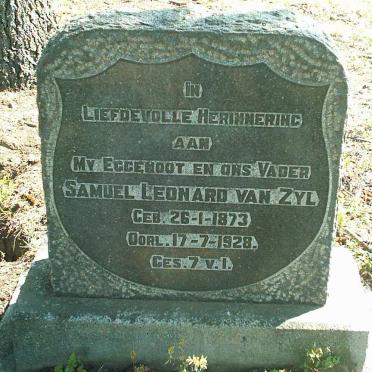 IN
LIEFDEVOLLE HERINNERING
AAN
MY EGGENOOT EN ONS VADER
SAMUEL LEONARD VAN ZYL
GEB. 26-1-1873
OORL. 17-7-1928.
GES. 7 V. 1.